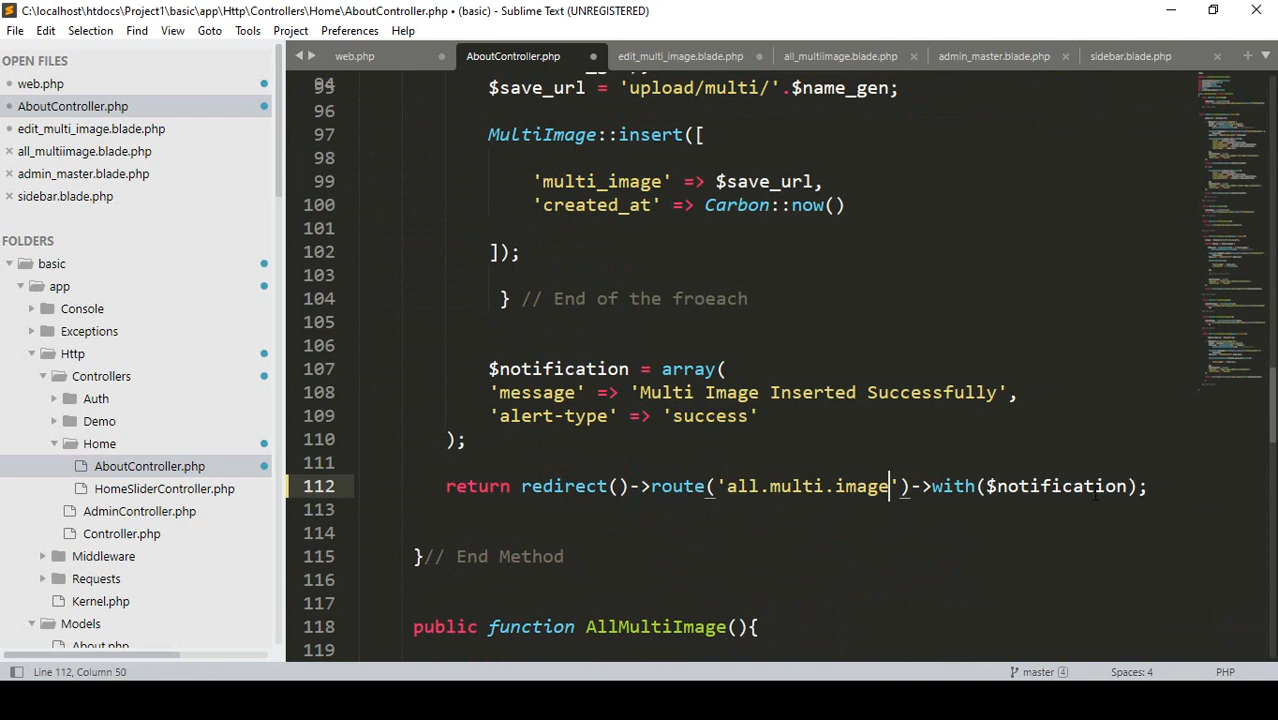 C:\localhost\htdocs\Project1\basic\app\Http\Controllers\Home\AboutController.php • (basic) - Sublime Text (UNREGISTERED)
File Edit Selection Find View Goto Tools Project Preferences Help
web.php AboutController.php edit_multi_image.blade.php all_multiimage.blade.php admin_master.blade.php sidebar.blade.php
web.php
AboutController.php
edit_multi_image.blade.php
all_multiimage.blade.php
admin_master.blade.php
sidebar.blade.php
FOLDERS
basic
app
Console
Exceptions
Http
Controllers
Auth
Demo
Home
AboutController.php
HomeSliderController.php
AdminController.php
Controller.php
Middleware
Requests
Kernel.php
Models
About.php
94
95 $save_url = 'upload/multi/'.$name_gen;
96
97 MultiImage::insert([
98
99 'multi_image' => $save_url,
100 'created_at' => Carbon::now()
101
102 ]);
103
104 } // End of the froeach
105
106
107 $notification = array(
108 'message' => 'Multi Image Inserted Successfully',
109 'alert-type' => 'success'
110 );
111
112 return redirect()->route('all.multi.image')->with($notification);
113
114
115 }// End Method
116
117
118 public function AllMultiImage(){
119
Line 112, Column 50 master 4 Spaces: 4 PHP